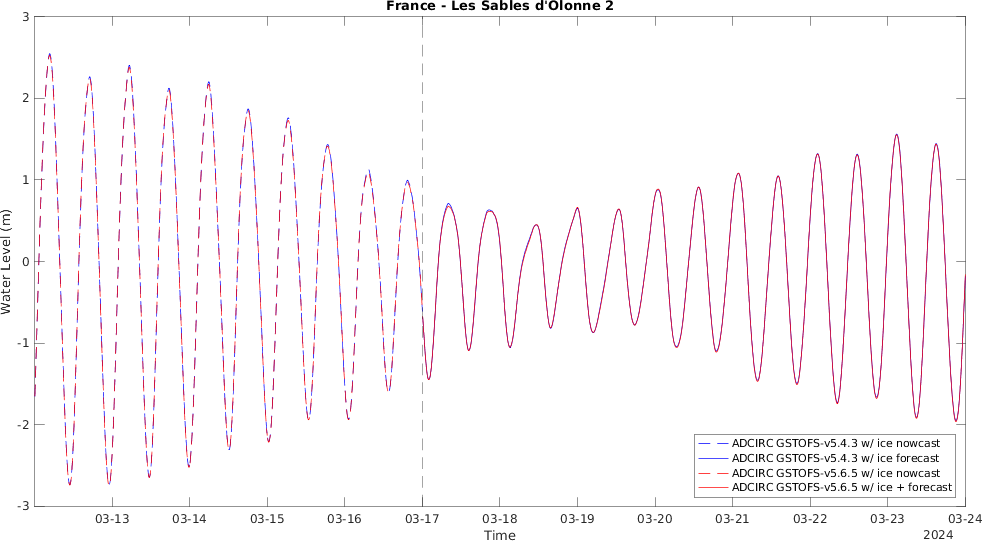 France - Les Sables d'Olonne 2
3
2
1
0
-1
-2
-3
Water Level (m)
ADCIRC GSTOFS-v5.4.3 w/ ice nowcast
ADCIRC GSTOFS-v5.4.3 w/ ice forecast
ADCIRC GSTOFS-v5.6.5 w/ ice nowcast
ADCIRC GSTOFS-v5.6.5 w/ ice + forecast
03-13 03-14 03-15 03-16 03-17 03-18 03-19 03-20 03-21 03-22 03-23 03-24
Time
2024